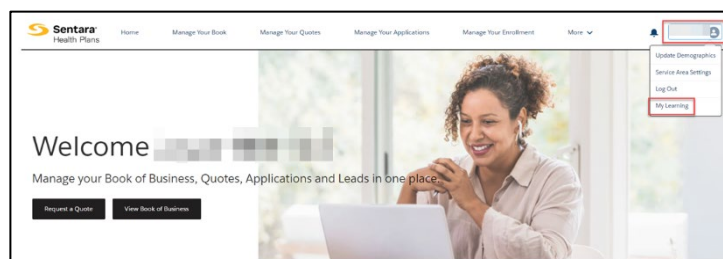 Sentara
Health Plans
Home
Manage Your Book
Manage Your Quotes
Manage Your Applications
Manage Your Enrollment
More
Update Demographics
Service Area Settings
Log Out
My Learning
Welcome
Manage your Book of Business, Quotes, Applications and Leads in one place.
Request a Quote
View Book of Business